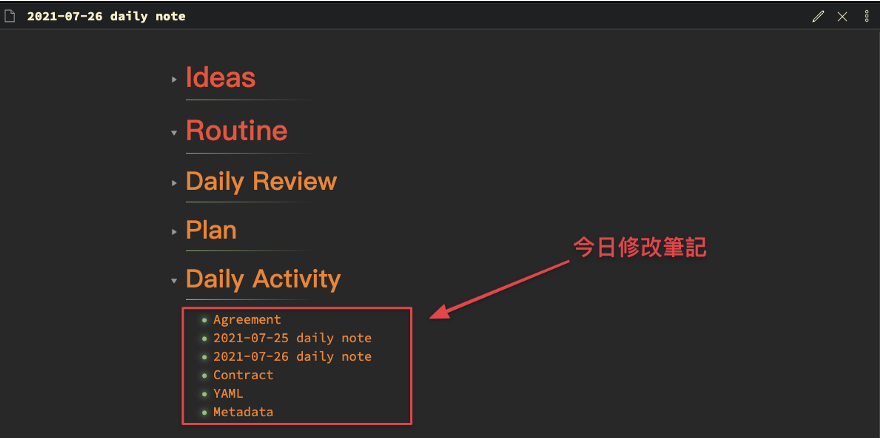 2021-07-26 daily note
Ideas
Routine
Daily Review
Plan
今日修改筆記
Daily Activity
Agreement
2021-07-25 daily note
2021-07-26 daily note
Contract
YAML
Metadata